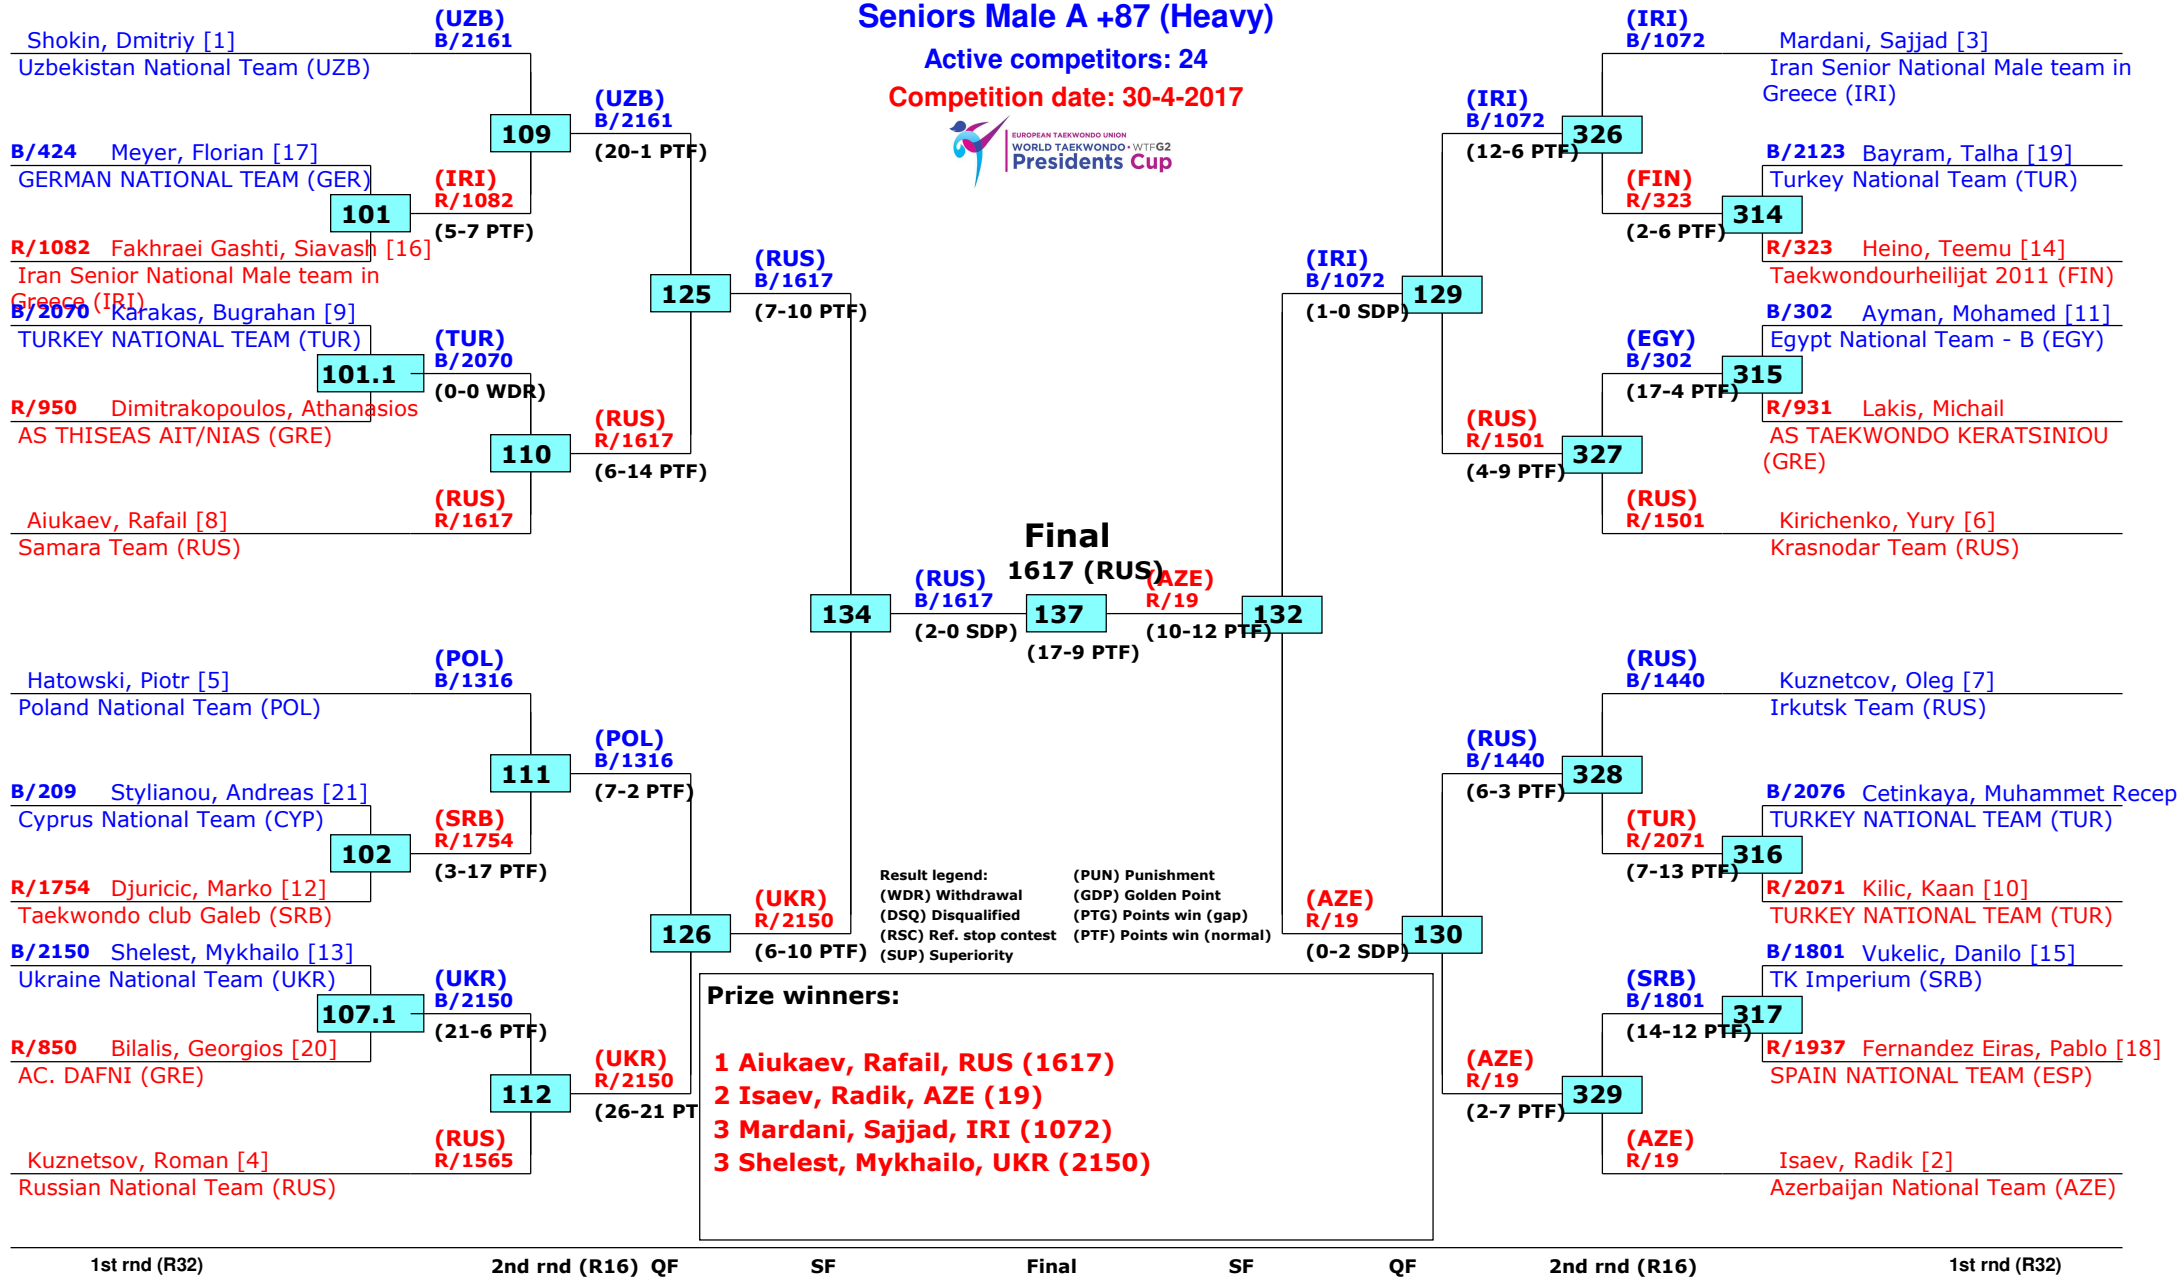 Seniors Male A +87 (Heavy)
Active competitors: 24
Competition date: 30-4-2017
EUROPEAN TAEKWONDO UNION
WORLD TAEKWONDO • WTFG2
Presidents Cup
Shokin, Dmitriy [1]
Uzbekistan National Team (UZB)
(UZB)
B/2161
B/424 Meyer, Florian [17]
GERMAN NATIONAL TEAM (GER)
101
R/1082 Fakhraei Gashti, Siavash [16]
Iran Senior National Male team in
Greece (IRI)
(IRI)
R/1082
(5-7 PTF)
109
(UZB)
B/2161
(20-1 PTF)
B/2070 Karakas, Bugrahan [9]
TURKEY NATIONAL TEAM (TUR)
101.1
R/950 Dimitrakopoulos, Athanasios
AS THISEAS AIT/NIAS (GRE)
(TUR)
B/2070
(0-0 WDR)
110
Aiukaev, Rafail [8]
Samara Team (RUS)
(RUS)
R/1617
(RUS)
R/1617
(6-14 PTF)
125
(RUS)
B/1617
(7-10 PTF)
Hatowski, Piotr [5]
Poland National Team (POL)
(POL)
B/1316
B/209 Stylianou, Andreas [21]
Cyprus National Team (CYP)
102
R/1754 Djuricic, Marko [12]
Taekwondo club Galeb (SRB)
(SRB)
R/1754
(3-17 PTF)
111
(POL)
B/1316
(7-2 PTF)
B/2150 Shelest, Mykhailo [13]
Ukraine National Team (UKR)
107.1
R/850 Bilalis, Georgios [20]
AC. DAFNI (GRE)
(UKR)
B/2150
(21-6 PTF)
112
Kuznetsov, Roman [4]
Russian National Team (RUS)
(RUS)
R/1565
(UKR)
R/2150
(26-21 PT
126
(UKR)
R/2150
(6-10 PTF)
134
(RUS)
B/1617
(2-0 SDP)
Final
1617 (RUS)
137
(17-9 PTF)
(AZE)
R/19
(10-12 PTF)
132
(IRI)
B/1072
(1-0 SDP)
129
(IRI)
B/1072
(12-6 PTF)
326
(IRI)
B/1072
Mardani, Sajjad [3]
Iran Senior National Male team in
Greece (IRI)
(FIN)
R/323
(2-6 PTF)
314
B/2123 Bayram, Talha [19]
Turkey National Team (TUR)
R/323 Heino, Teemu [14]
Taekwondourheilijat 2011 (FIN)
(EGY)
B/302
(17-4 PTF)
315
B/302 Ayman, Mohamed [11]
Egypt National Team - B (EGY)
R/931 Lakis, Michail
AS TAEKWONDO KERATSINIOU
(GRE)
(RUS)
R/1501
(4-9 PTF)
327
(RUS)
R/1501
Kirichenko, Yury [6]
Krasnodar Team (RUS)
(RUS)
B/1440
Kuznetcov, Oleg [7]
Irkutsk Team (RUS)
(RUS)
B/1440
(6-3 PTF)
328
(TUR)
R/2071
(7-13 PTF)
316
B/2076 Cetinkaya, Muhammet Recep
TURKEY NATIONAL TEAM (TUR)
R/2071 Kilic, Kaan [10]
TURKEY NATIONAL TEAM (TUR)
(AZE)
R/19
(0-2 SDP)
130
(SRB)
B/1801
(14-12 PTF)
317
B/1801 Vukelic, Danilo [15]
TK Imperium (SRB)
R/1937 Fernandez Eiras, Pablo [18]
SPAIN NATIONAL TEAM (ESP)
(AZE)
R/19
(2-7 PTF)
329
(AZE)
R/19
Isaev, Radik [2]
Azerbaijan National Team (AZE)
Result legend:
(WDR) Withdrawal
(DSQ) Disqualified
(RSC) Ref. stop contest
(SUP) Superiority
(PUN) Punishment
(GDP) Golden Point
(PTG) Points win (gap)
(PTF) Points win (normal)
Prize winners:
1 Aiukaev, Rafail, RUS (1617)
2 Isaev, Radik, AZE (19)
3 Mardani, Sajjad, IRI (1072)
3 Shelest, Mykhailo, UKR (2150)
1st rnd (R32) 2nd rnd (R16) QF SF Final SF QF 2nd rnd (R16) 1st rnd (R32)